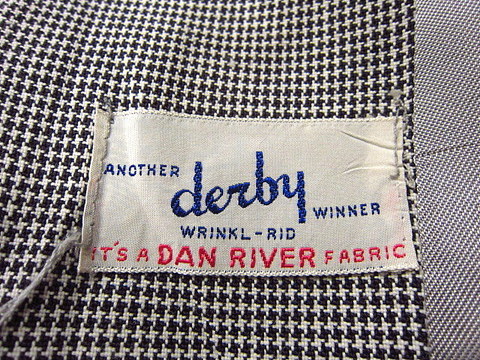 ANOTHER
derby
WINNER
WRINKL-RID
IT'S A DAN RIVER FABRIC